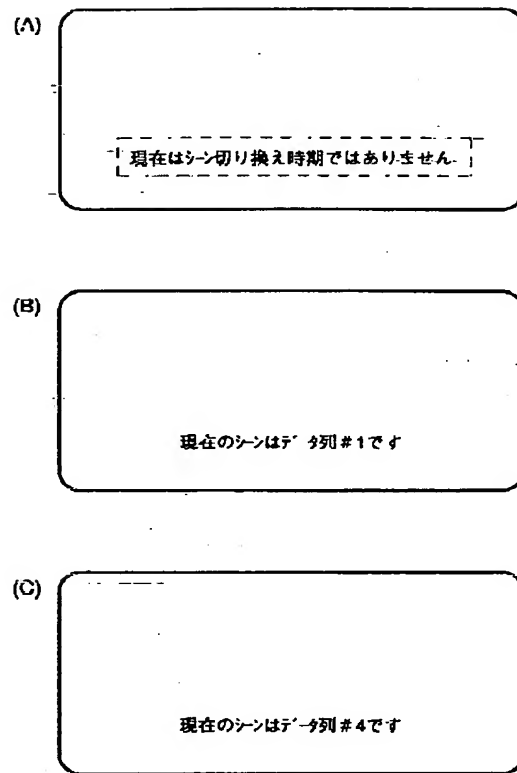 (A)
現在はシーン切り換え時期ではありません
(B)
現在のシーンはデータ列#1です
(C)
現在のシーンはデータ列#4です